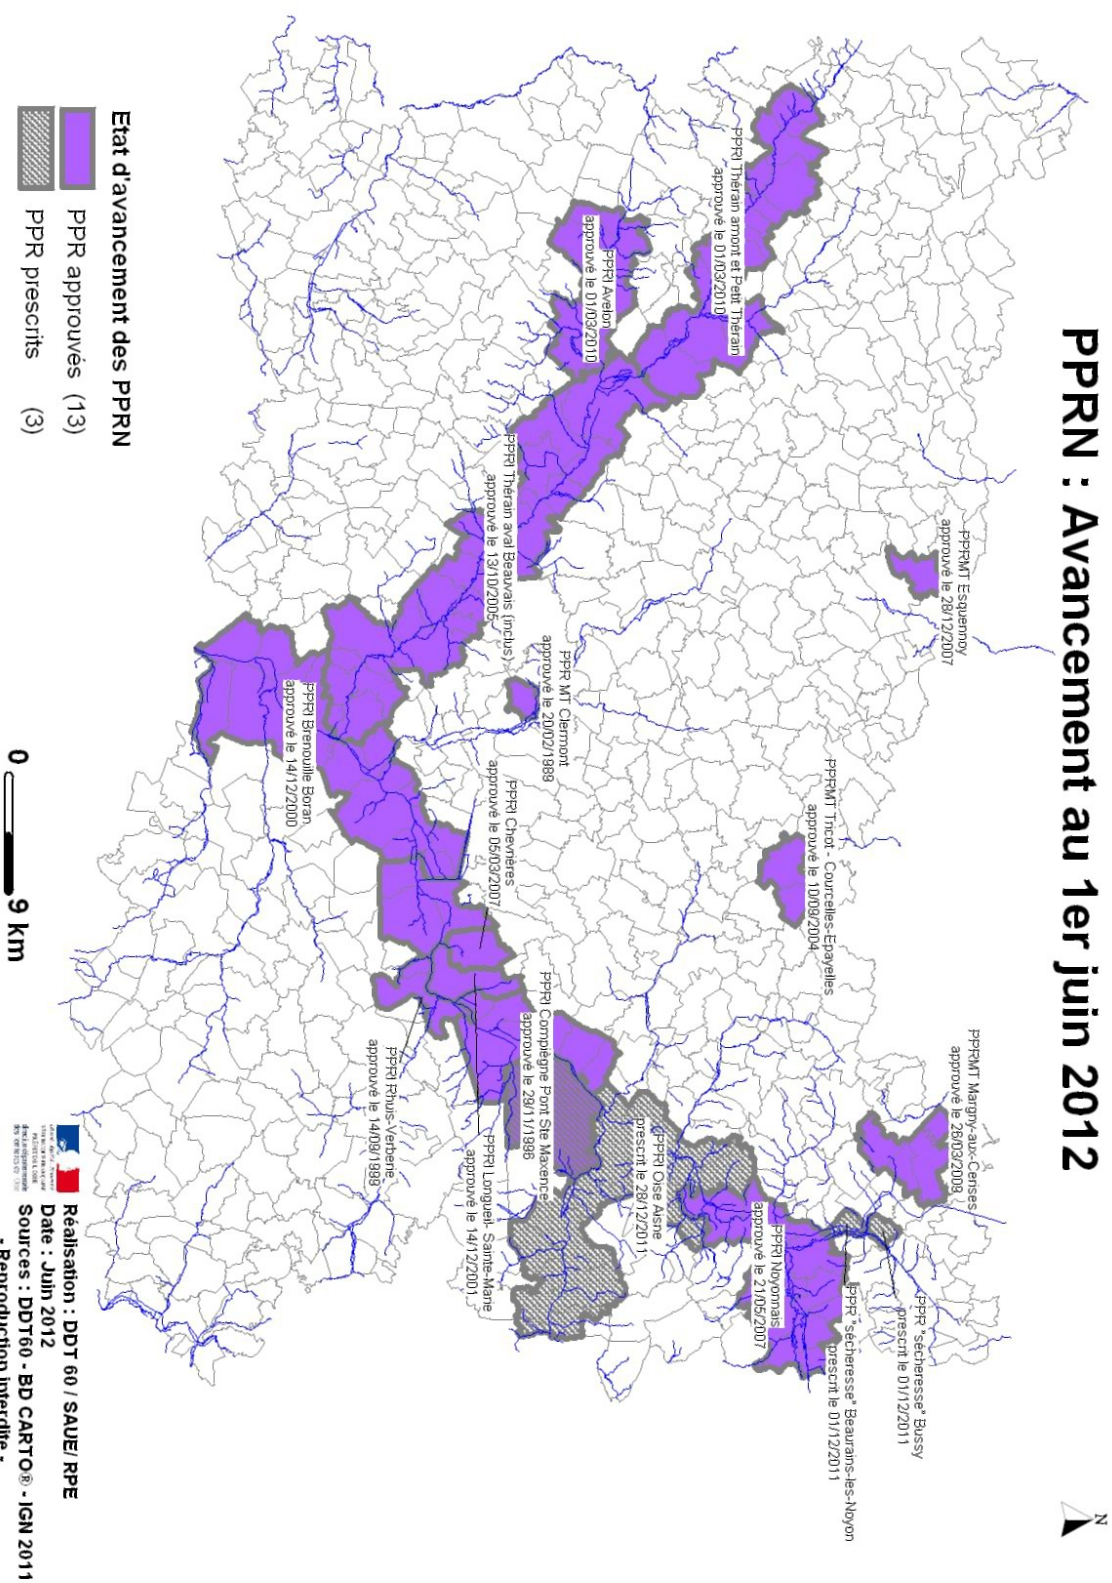 PPRN : Avancement au 1er juin 2012
N
PPRMT Esquennoy
approuvé le 28/12/2007
PPRMT Margny-aux-Cerises
approuvé le 26/03/2009
PPR "sécheresse" Bussy
prescrit le 01/12/2011
PPR "sécheresse" Beaurains-les-Noyon
prescrit le 01/12/2011
PPRMT Tricot - Courcelles-Epayelles
approuvé le 10/09/2004
PPRI Noyonnais
approuvé le 21/05/2007
PPRI Thérain amont et Petit Thérain
approuvé le 01/03/2010
PPRI Oise Aisne
prescrit le 28/12/2011
PPRI Avelon
approuvé le 01/03/2010
PPR MT Clermont
approuvé le 20/02/1989
PPRI Compiègne Pont Ste Maxence
approuvé le 29/11/1996
PPRI Thérain aval Beauvais (inclus)
approuvé le 13/10/2005
PPRI Chevrières
approuvé le 05/03/2007
PPRI Longueil- Sainte-Marie
approuvé le 14/12/2001
PPRI Rhuis-Verberie
approuvé le 14/09/1999
PPRI Brenouille Boran
approuvé le 14/12/2000
Etat d'avancement des PPRN
PPR approuvés (13)
PPR prescrits (3)
0 9 km
Réalisation : DDT 60 / SAUE/ RPE
Date : Juin 2012
Sources : DDT60 - BD CARTO® - IGN 2011
- Reproduction interdite -